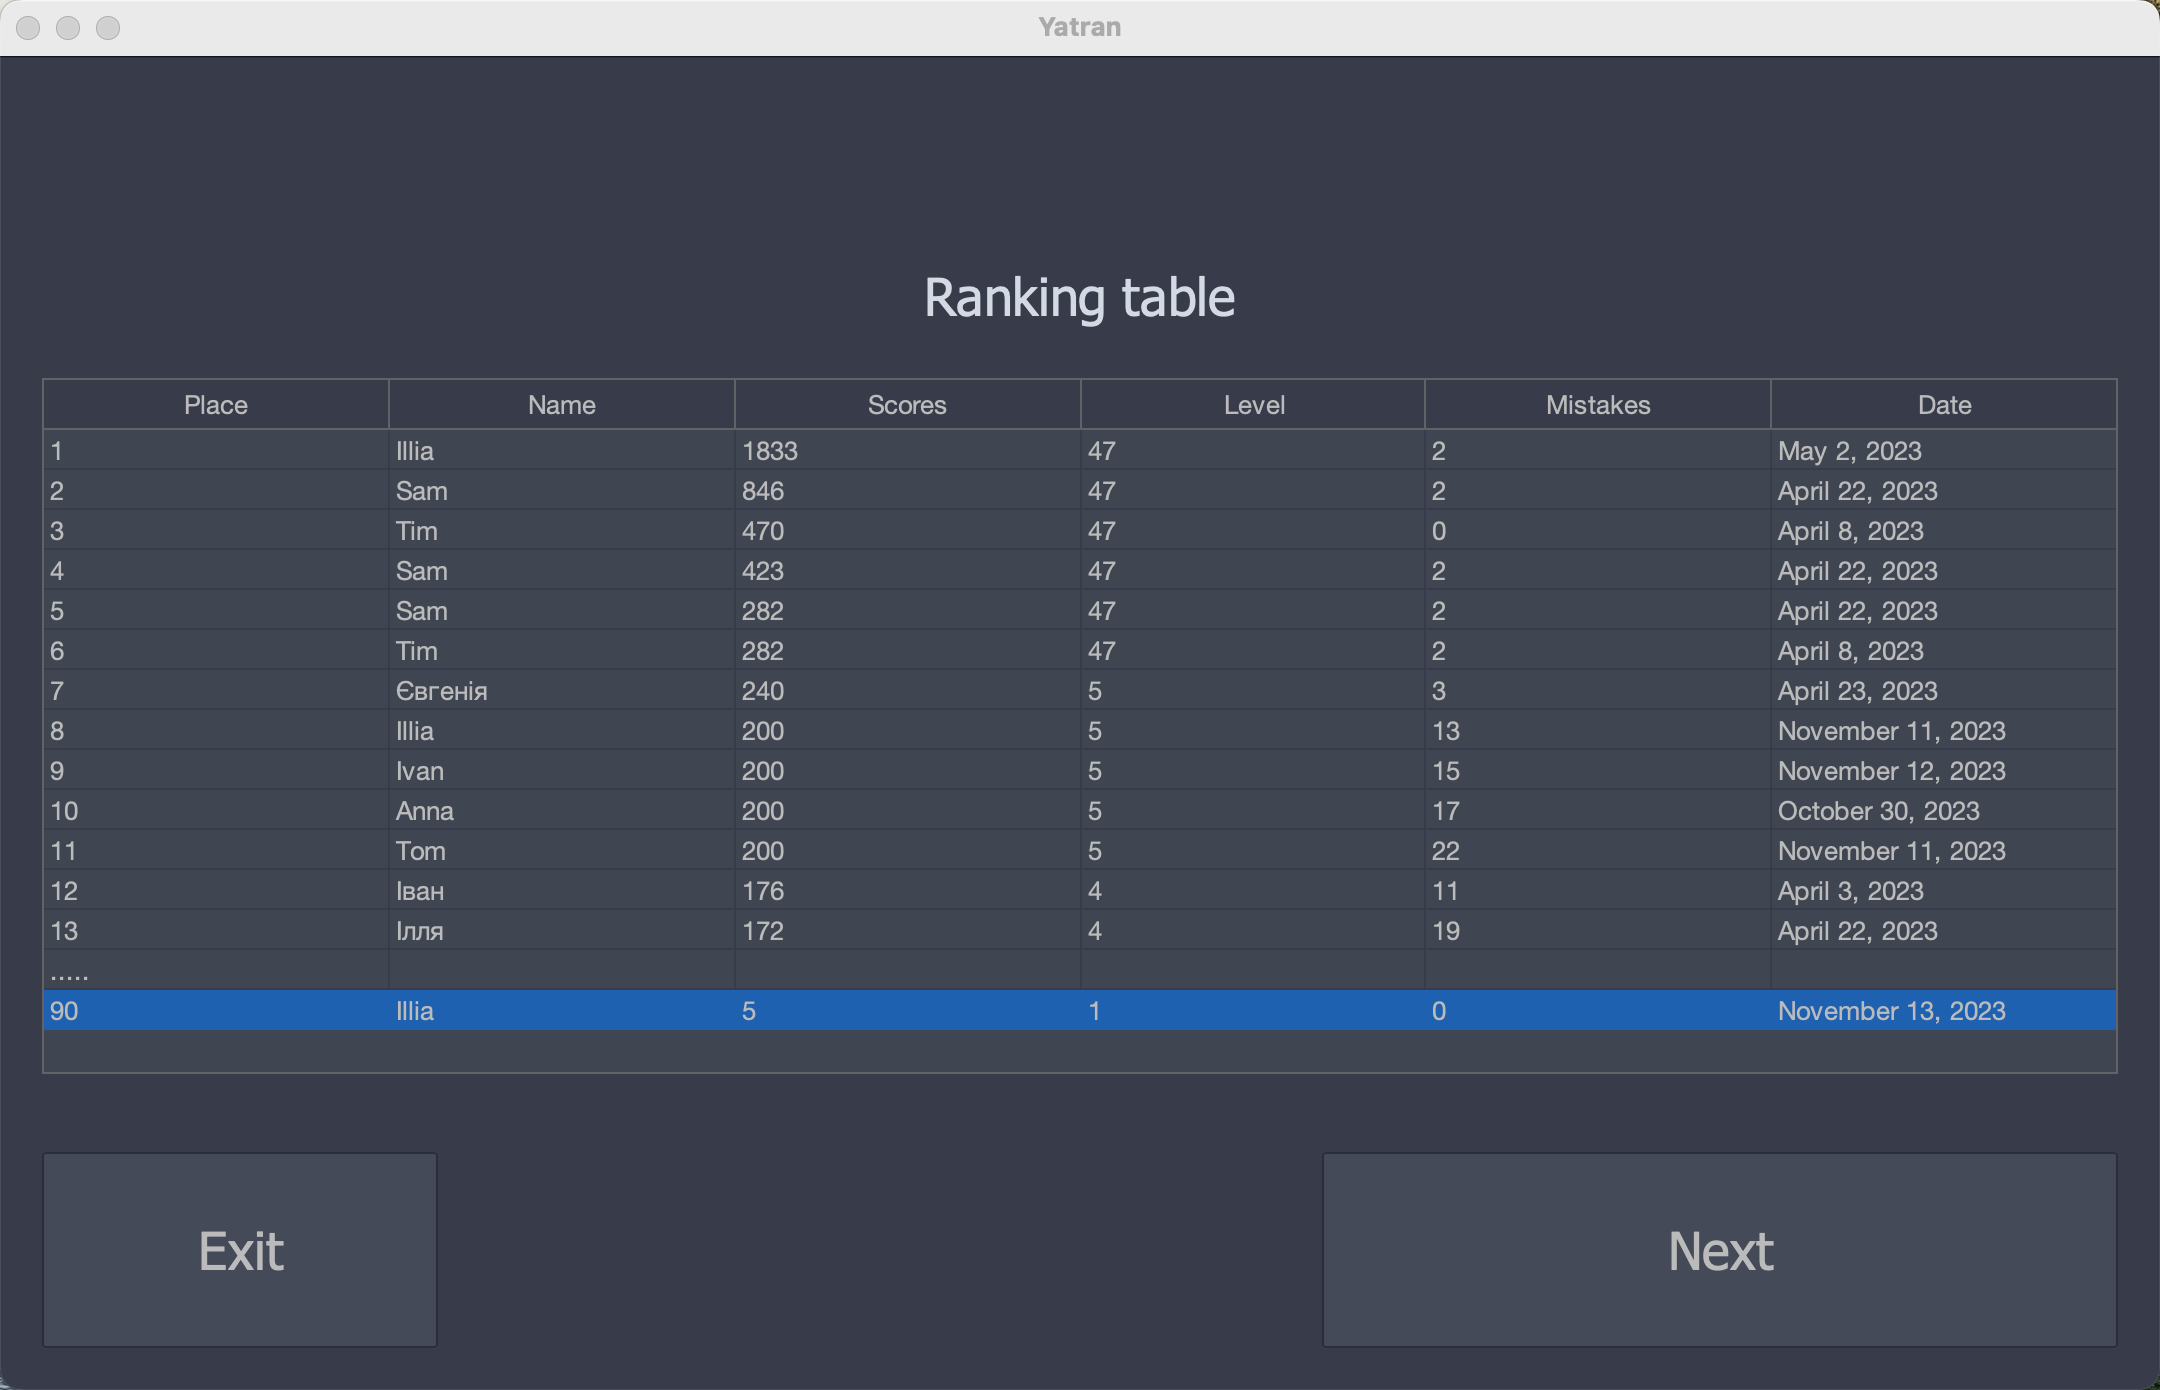 Yatran
Ranking table
Place Name Scores Level Mistakes Date
1 Illia 1833 47 2 May 2, 2023
2 Sam 846 47 2 April 22, 2023
3 Tim 470 47 0 April 8, 2023
4 Sam 423 47 2 April 22, 2023
5 Sam 282 47 2 April 22, 2023
6 Tim 282 47 2 April 8, 2023
7 Євгенія 240 5 3 April 23, 2023
8 Illia 200 5 13 November 11, 2023
9 Ivan 200 5 15 November 12, 2023
10 Anna 200 5 17 October 30, 2023
11 Tom 200 5 22 November 11, 2023
12 Іван 176 4 11 April 3, 2023
13 Ілля 172 4 19 April 22, 2023
.....
90 Illia 5 1 0 November 13, 2023
Exit Next